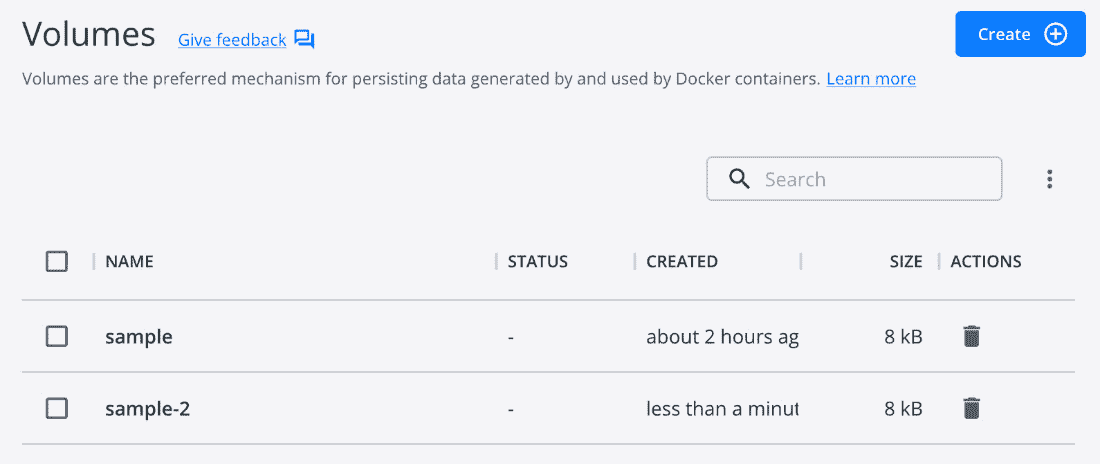 Volumes Give feedback Create
Volumes are the preferred mechanism for persisting data generated by and used by Docker containers. Learn more
Search
NAME STATUS CREATED SIZE ACTIONS
sample - about 2 hours ag 8 kB
sample-2 - less than a minut 8 kB